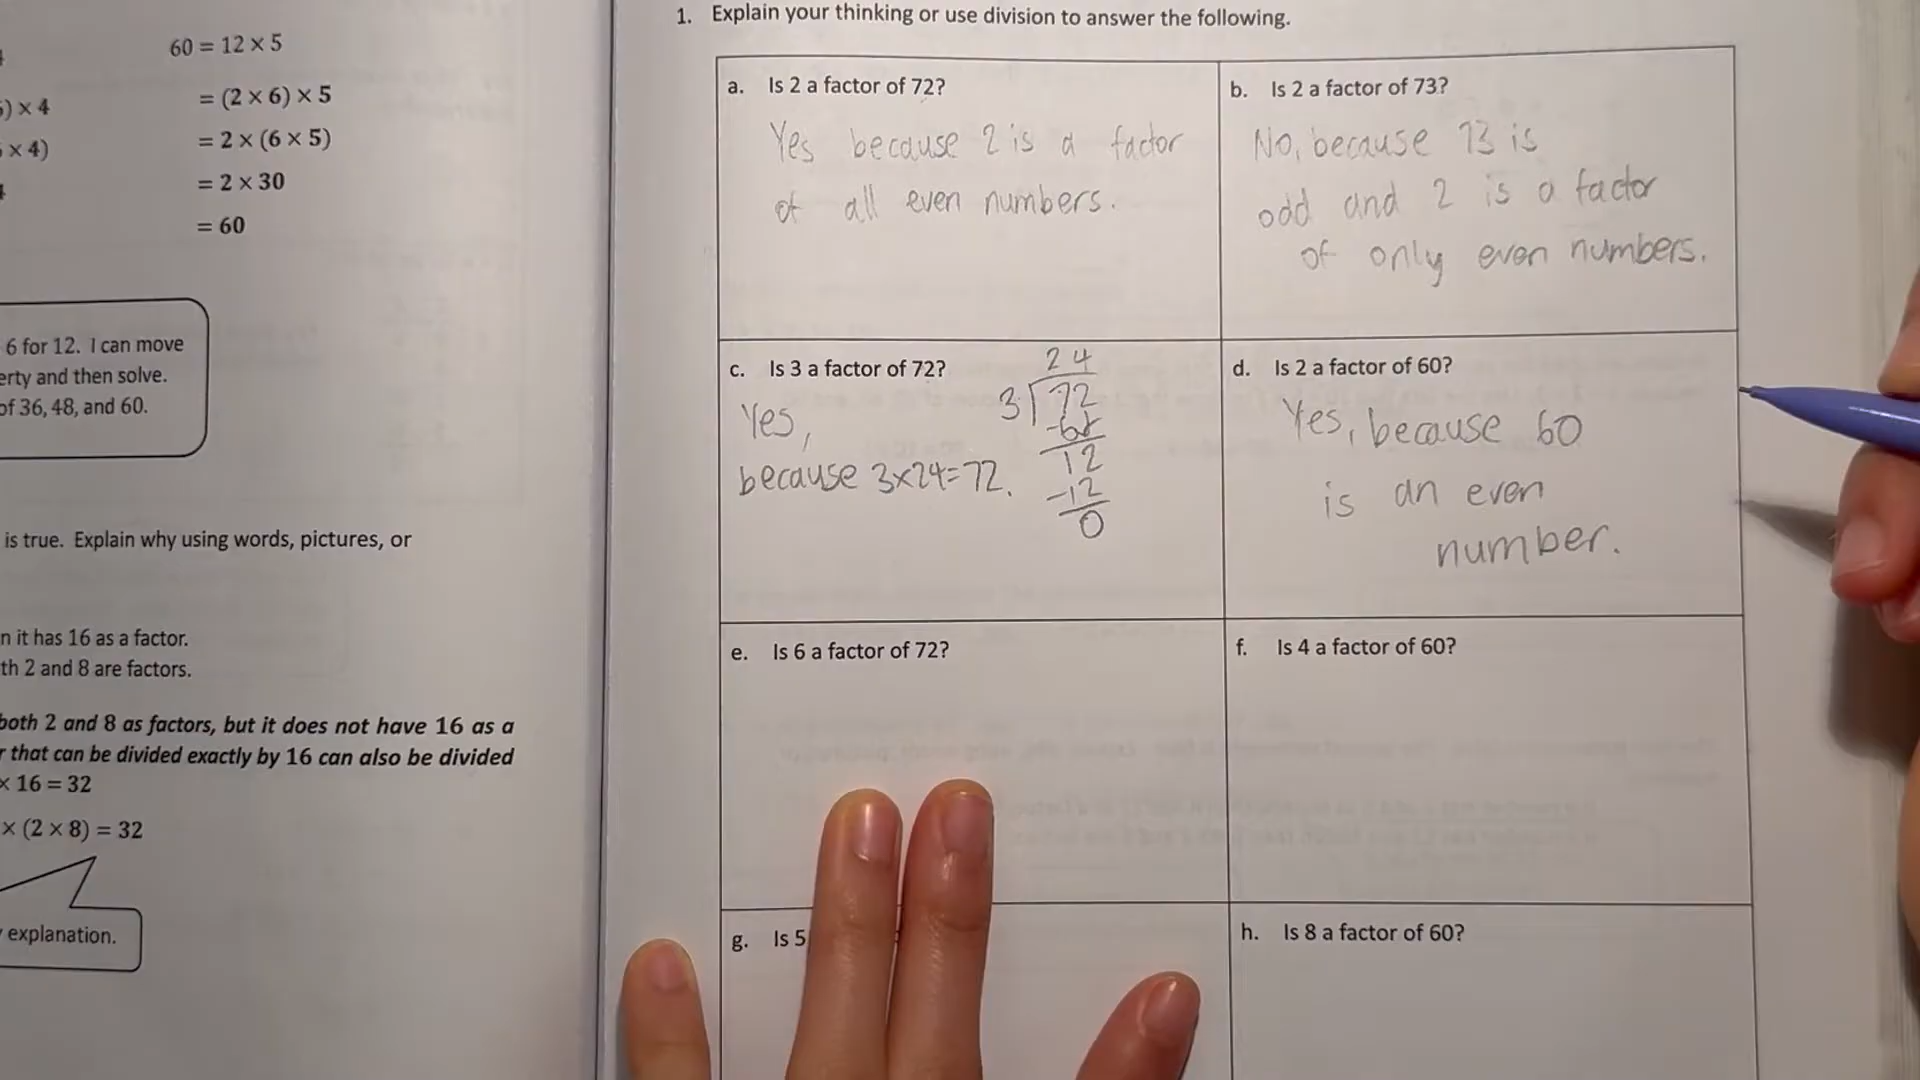 60 = 12 × 5
= (2 × 6) × 5
) × 4
= 2 × (6 × 5)
× 4)
= 2 × 30
= 60
6 for 12. I can move
erty and then solve.
of 36, 48, and 60.
is true. Explain why using words, pictures, or
n it has 16 as a factor.
th 2 and 8 are factors.
both 2 and 8 as factors, but it does not have 16 as a
r that can be divided exactly by 16 can also be divided
× 16 = 32
× (2 × 8) = 32
explanation.
1. Explain your thinking or use division to answer the following.
a. Is 2 a factor of 72?
Yes because 2 is a factor
of all even numbers.
b. Is 2 a factor of 73?
No, because 73 is
odd and 2 is a factor
of only even numbers.
c. Is 3 a factor of 72?
Yes,
because 3x24=72.
24
3 72
-6
12
-12
0
d. Is 2 a factor of 60?
Yes, because 60
is an even
number.
e. Is 6 a factor of 72?
f. Is 4 a factor of 60?
g. Is 5
h. Is 8 a factor of 60?